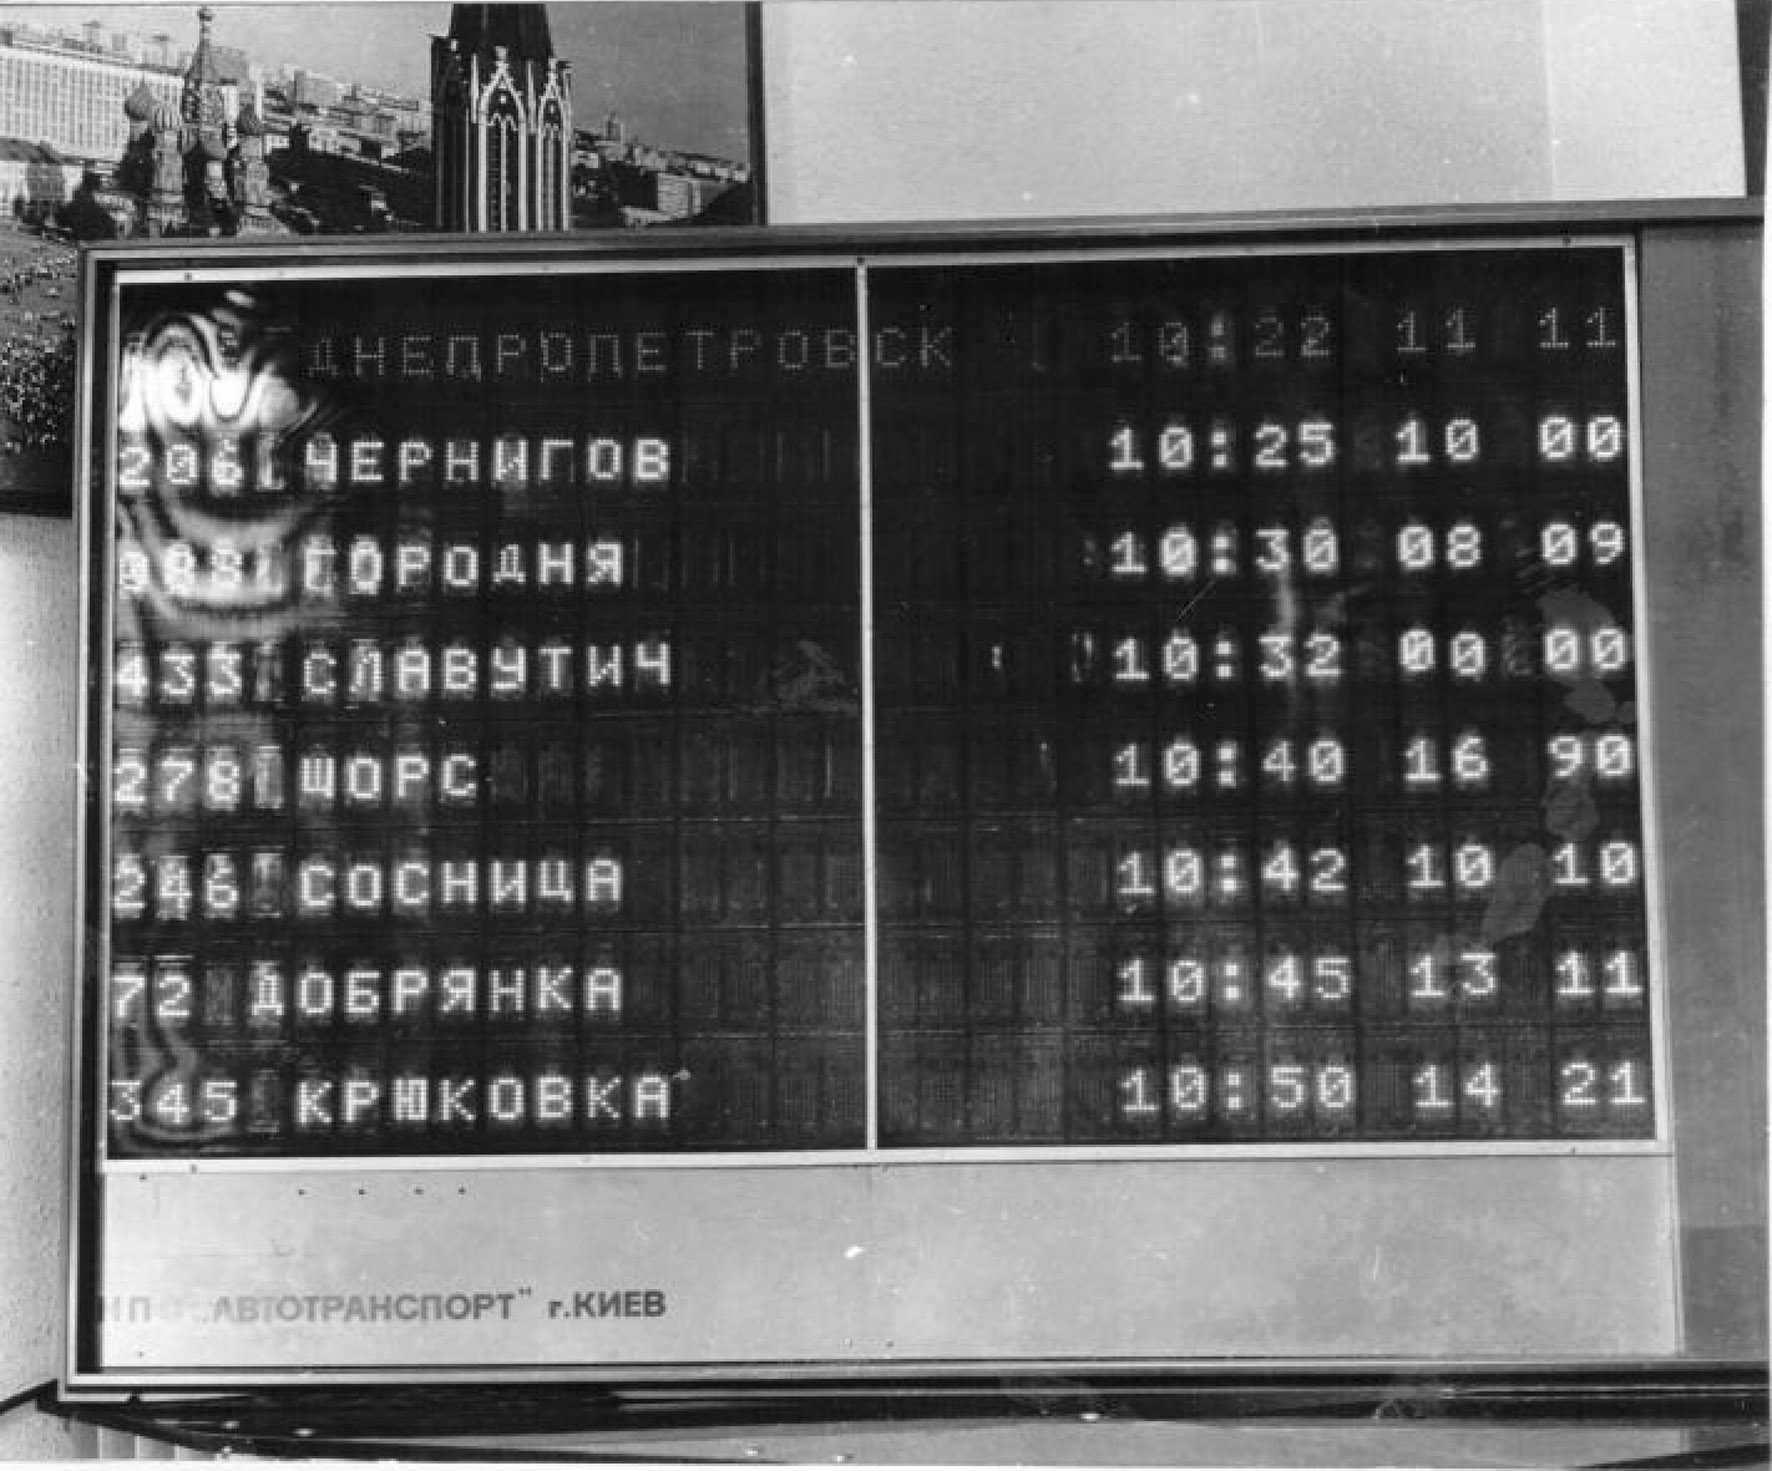 ДНЕПРОПЕТРОВСК 10:22 11 11
206 ЧЕРНИГОВ 10:25 10 00
088 ГОРОДНЯ 10:30 08 09
433 СЛАВУТИЧ 10:32 00 00
278 ЩОРС 10:40 16 90
246 СОСНИЦА 10:42 10 10
72 ДОБРЯНКА 10:45 13 11
345 КРЮКОВКА 10:50 14 21
НПО „АВТОТРАНСПОРТ" г.КИЕВ